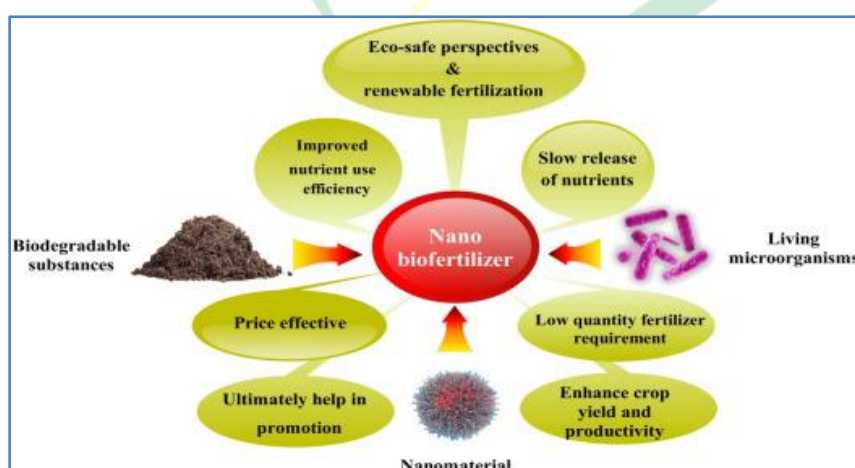 Eco-safe perspectives
&
renewable fertilization
Improved
nutrient use
efficiency
Slow release
of nutrients
Biodegradable
substances
Nano
biofertilizer
Living
microorganisms
Price effective
Low quantity fertilizer
requirement
Ultimately help in
promotion
Enhance crop
yield and
productivity
Nanomaterial